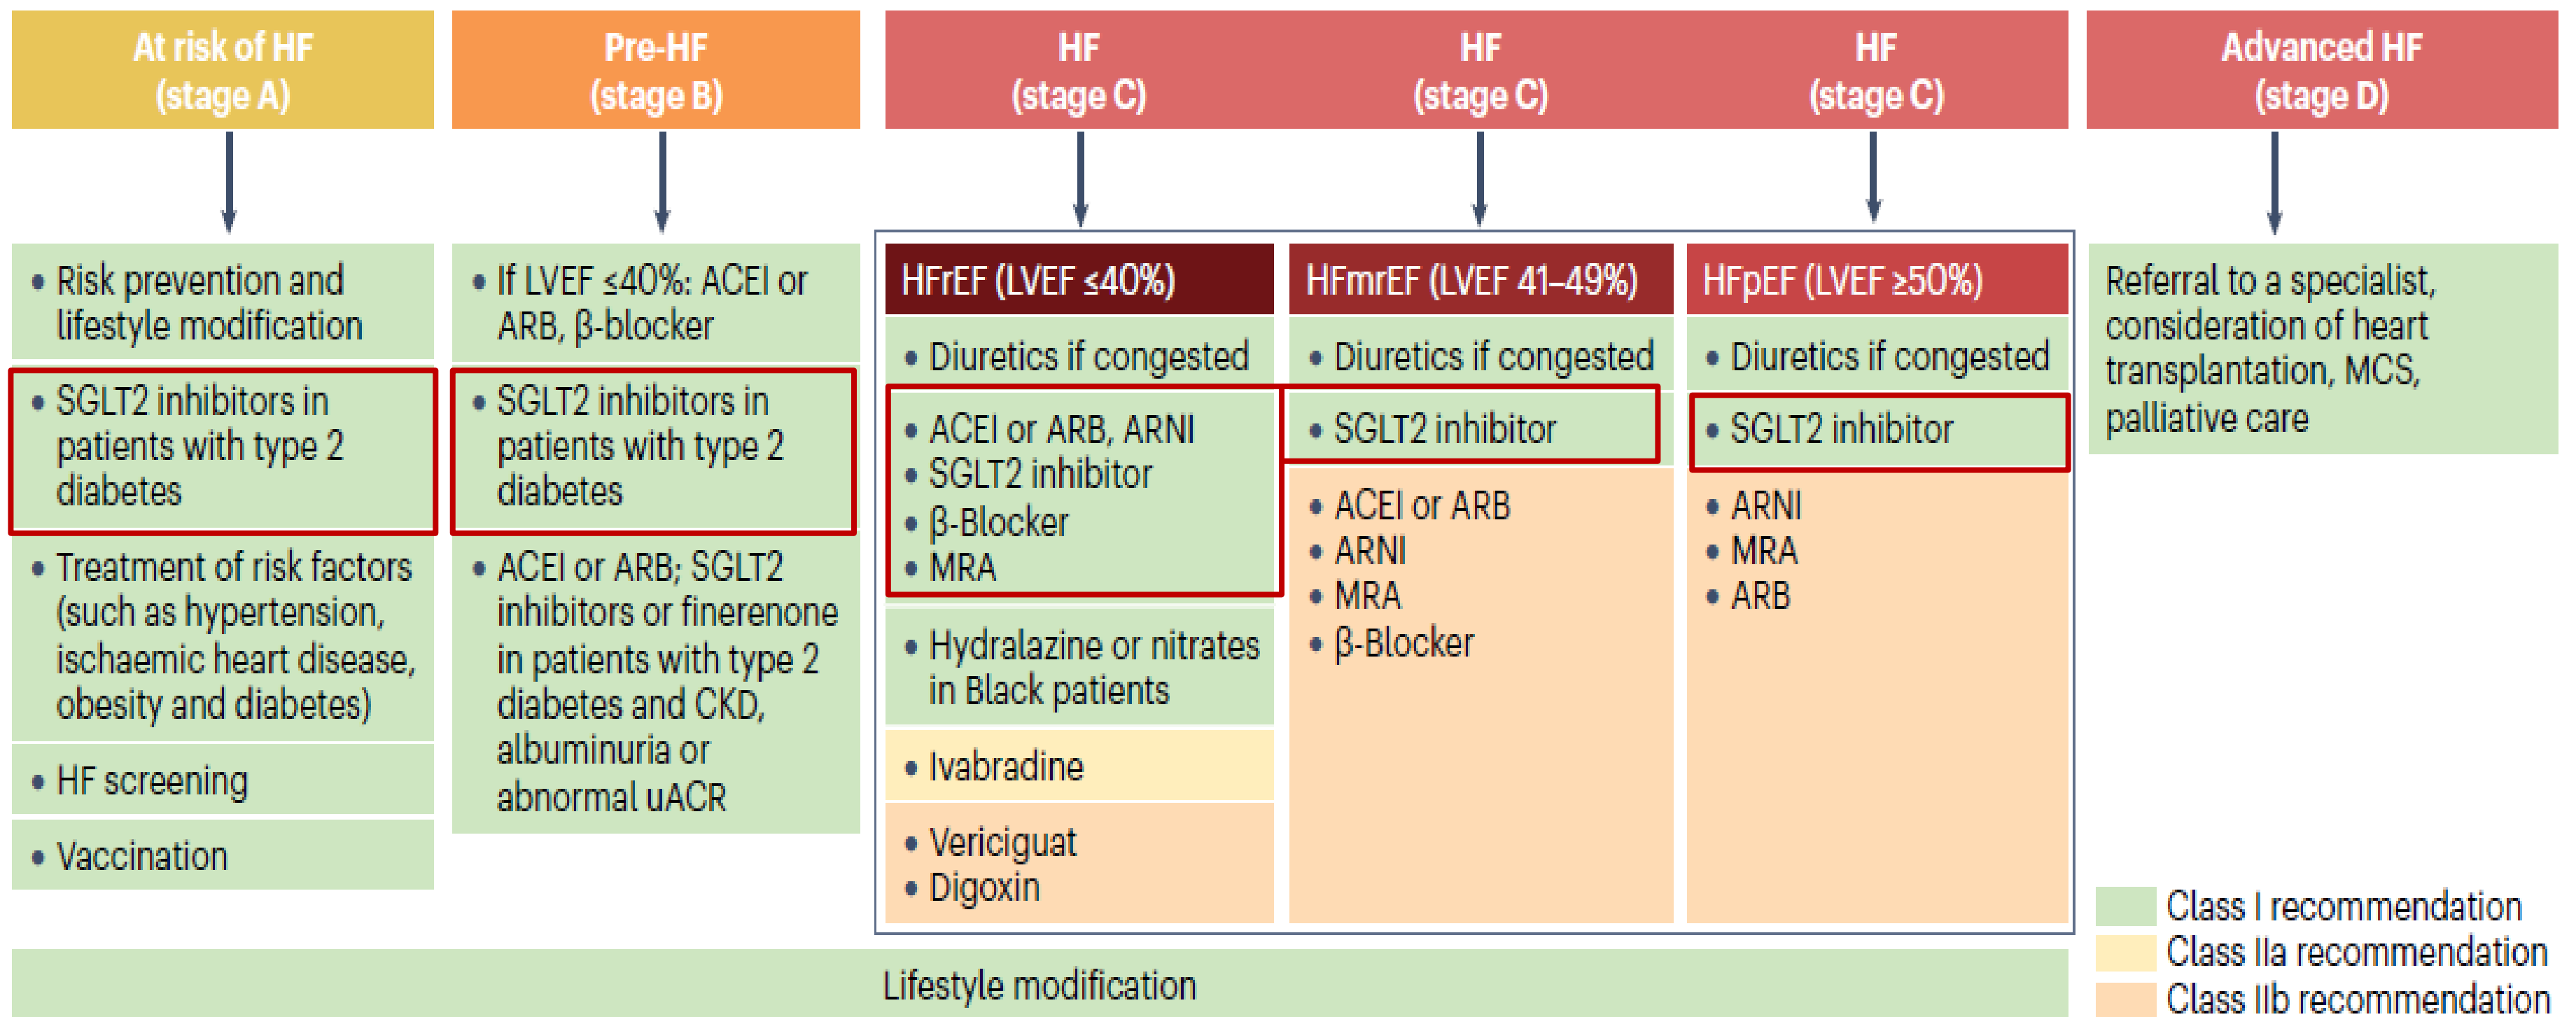 At risk of HF
(stage A)
Pre-HF
(stage B)
HF
(stage C)
HF
(stage C)
HF
(stage C)
Advanced HF
(stage D)
• Risk prevention and
lifestyle modification
• SGLT2 inhibitors in
patients with type 2
diabetes
• Treatment of risk factors
(such as hypertension,
ischaemic heart disease,
obesity and diabetes)
• HF screening
• Vaccination
• If LVEF ≤40%: ACEI or
ARB, β-blocker
• SGLT2 inhibitors in
patients with type 2
diabetes
• ACEI or ARB; SGLT2
inhibitors or finerenone
in patients with type 2
diabetes and CKD,
albuminuria or
abnormal uACR
HFrEF (LVEF ≤40%)
• Diuretics if congested
• ACEI or ARB, ARNI
• SGLT2 inhibitor
• β-Blocker
• MRA
• Hydralazine or nitrates
in Black patients
• Ivabradine
• Vericiguat
• Digoxin
HFmrEF (LVEF 41–49%)
• Diuretics if congested
• SGLT2 inhibitor
• ACEI or ARB
• ARNI
• MRA
• β-Blocker
HFpEF (LVEF ≥50%)
• Diuretics if congested
• SGLT2 inhibitor
• ARNI
• MRA
• ARB
Referral to a specialist,
consideration of heart
transplantation, MCS,
palliative care
Lifestyle modification
Class I recommendation
Class IIa recommendation
Class IIb recommendation